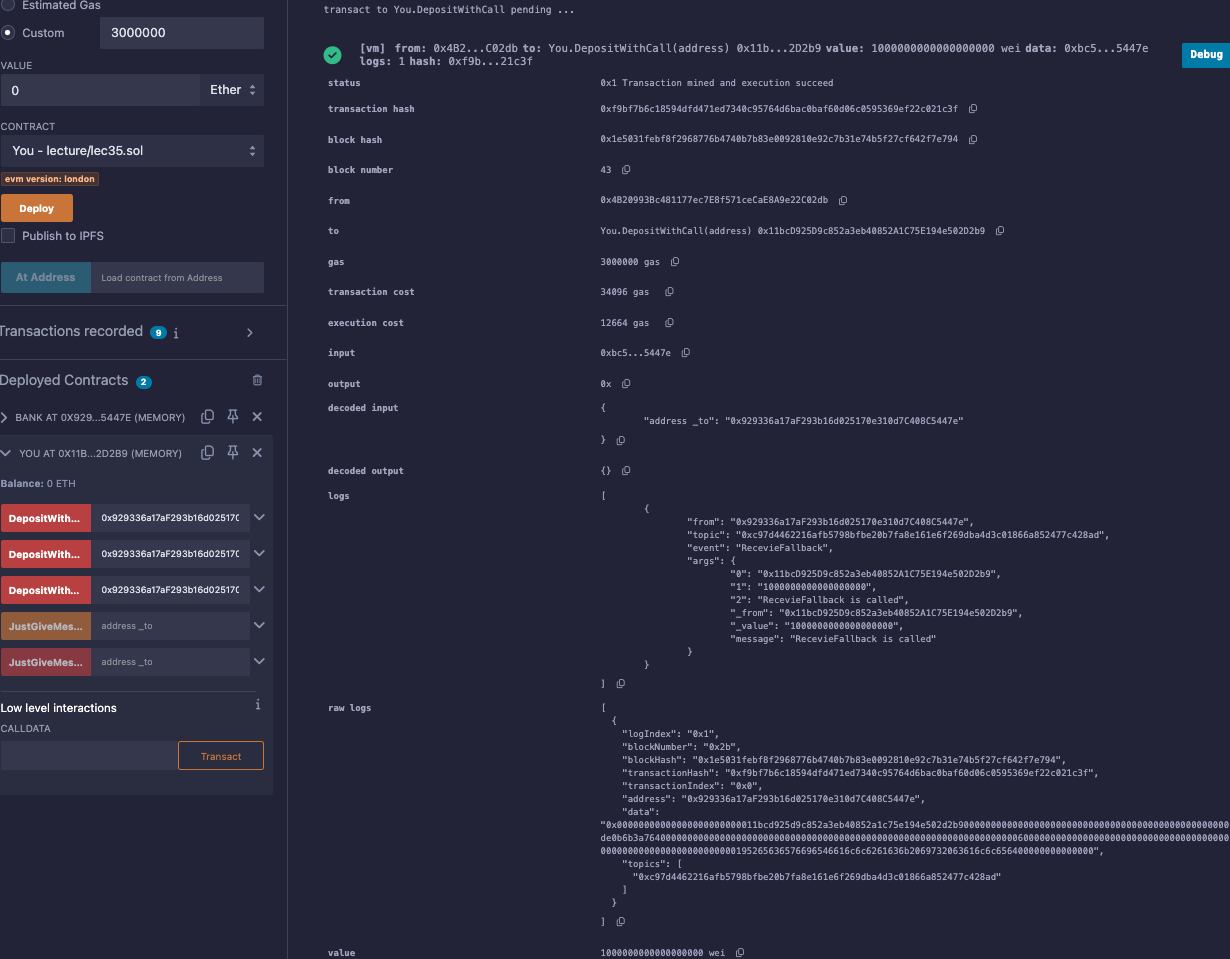 Estimated Gas
Custom
3000000
VALUE
0
Ether
CONTRACT
You - lecture/lec35.sol
evm version: london
Deploy
Publish to IPFS
At Address
Load contract from Address
Transactions recorded 9 i
Deployed Contracts 2
BANK AT 0X929...5447E (MEMORY)
YOU AT 0X11B...2D2B9 (MEMORY)
Balance: 0 ETH
DepositWith...
0x929336a17aF293b16d02517(
DepositWith...
0x929336a17aF293b16d02517(
DepositWith...
0x929336a17aF293b16d02517(
JustGiveMes...
address _to
JustGiveMes...
address _to
Low level interactions
i
CALLDATA
Transact
transact to You.DepositWithCall pending ...
[vm] from: 0x4B2...C02db to: You.DepositWithCall(address) 0x11b...2D2b9 value: 1000000000000000000 wei data: 0xbc5...5447e
logs: 1 hash: 0xf9b...21c3f
Debug
status 0x1 Transaction mined and execution succeed
transaction hash 0xf9bf7b6c18594dfd471ed7340c95764d6bac0baf60d06c0595369ef22c021c3f
block hash 0x1e5031febf8f2968776b4740b7b83e0092810e92c7b31e74b5f27cf642f7e794
block number 43
from 0x4B20993Bc481177ec7E8f571ceCaE8A9e22C02db
to You.DepositWithCall(address) 0x11bcD925D9c852a3eb40852A1C75E194e502D2b9
gas 3000000 gas
transaction cost 34096 gas
execution cost 12664 gas
input 0xbc5...5447e
output 0x
decoded input {
"address _to": "0x929336a17aF293b16d025170e310d7C408C5447e"
}
decoded output {}
logs [
{
"from": "0x929336a17aF293b16d025170e310d7C408C5447e",
"topic": "0xc97d4462216afb5798bfbe20b7fa8e161e6f269dba4d3c01866a852477c428ad",
"event": "RecevieFallback",
"args": {
"0": "0x11bcD925D9c852a3eb40852A1C75E194e502D2b9",
"1": "1000000000000000000",
"2": "RecevieFallback is called",
"_from": "0x11bcD925D9c852a3eb40852A1C75E194e502D2b9",
"_value": "1000000000000000000",
"message": "RecevieFallback is called"
}
}
]
raw logs [
{
"logIndex": "0x1",
"blockNumber": "0x2b",
"blockHash": "0x1e5031febf8f2968776b4740b7b83e0092810e92c7b31e74b5f27cf642f7e794",
"transactionHash": "0xf9bf7b6c18594dfd471ed7340c95764d6bac0baf60d06c0595369ef22c021c3f",
"transactionIndex": "0x0",
"address": "0x929336a17aF293b16d025170e310d7C408C5447e",
"data":
"topics": [
"0xc97d4462216afb5798bfbe20b7fa8e161e6f269dba4d3c01866a852477c428ad"
]
}
]
value 1000000000000000000 wei